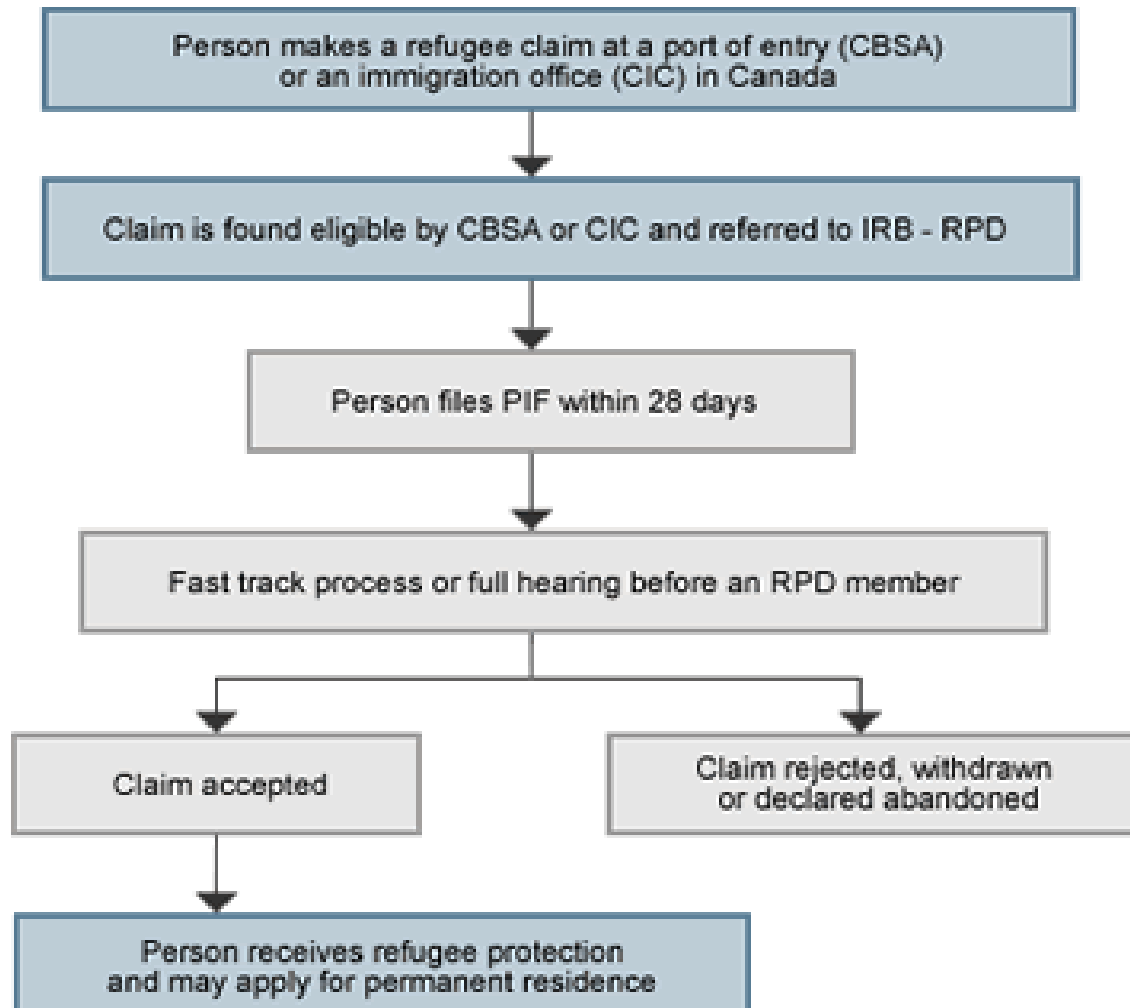 Person makes a refugee claim at a port of entry (CBSA)
or an immigration office (CIC) in Canada
Claim is found eligible by CBSA or CIC and referred to IRB - RPD
Person files PIF within 28 days
Fast track process or full hearing before an RPD member
Claim accepted
Claim rejected, withdrawn
or declared abandoned
Person receives refugee protection
and may apply for permanent residence